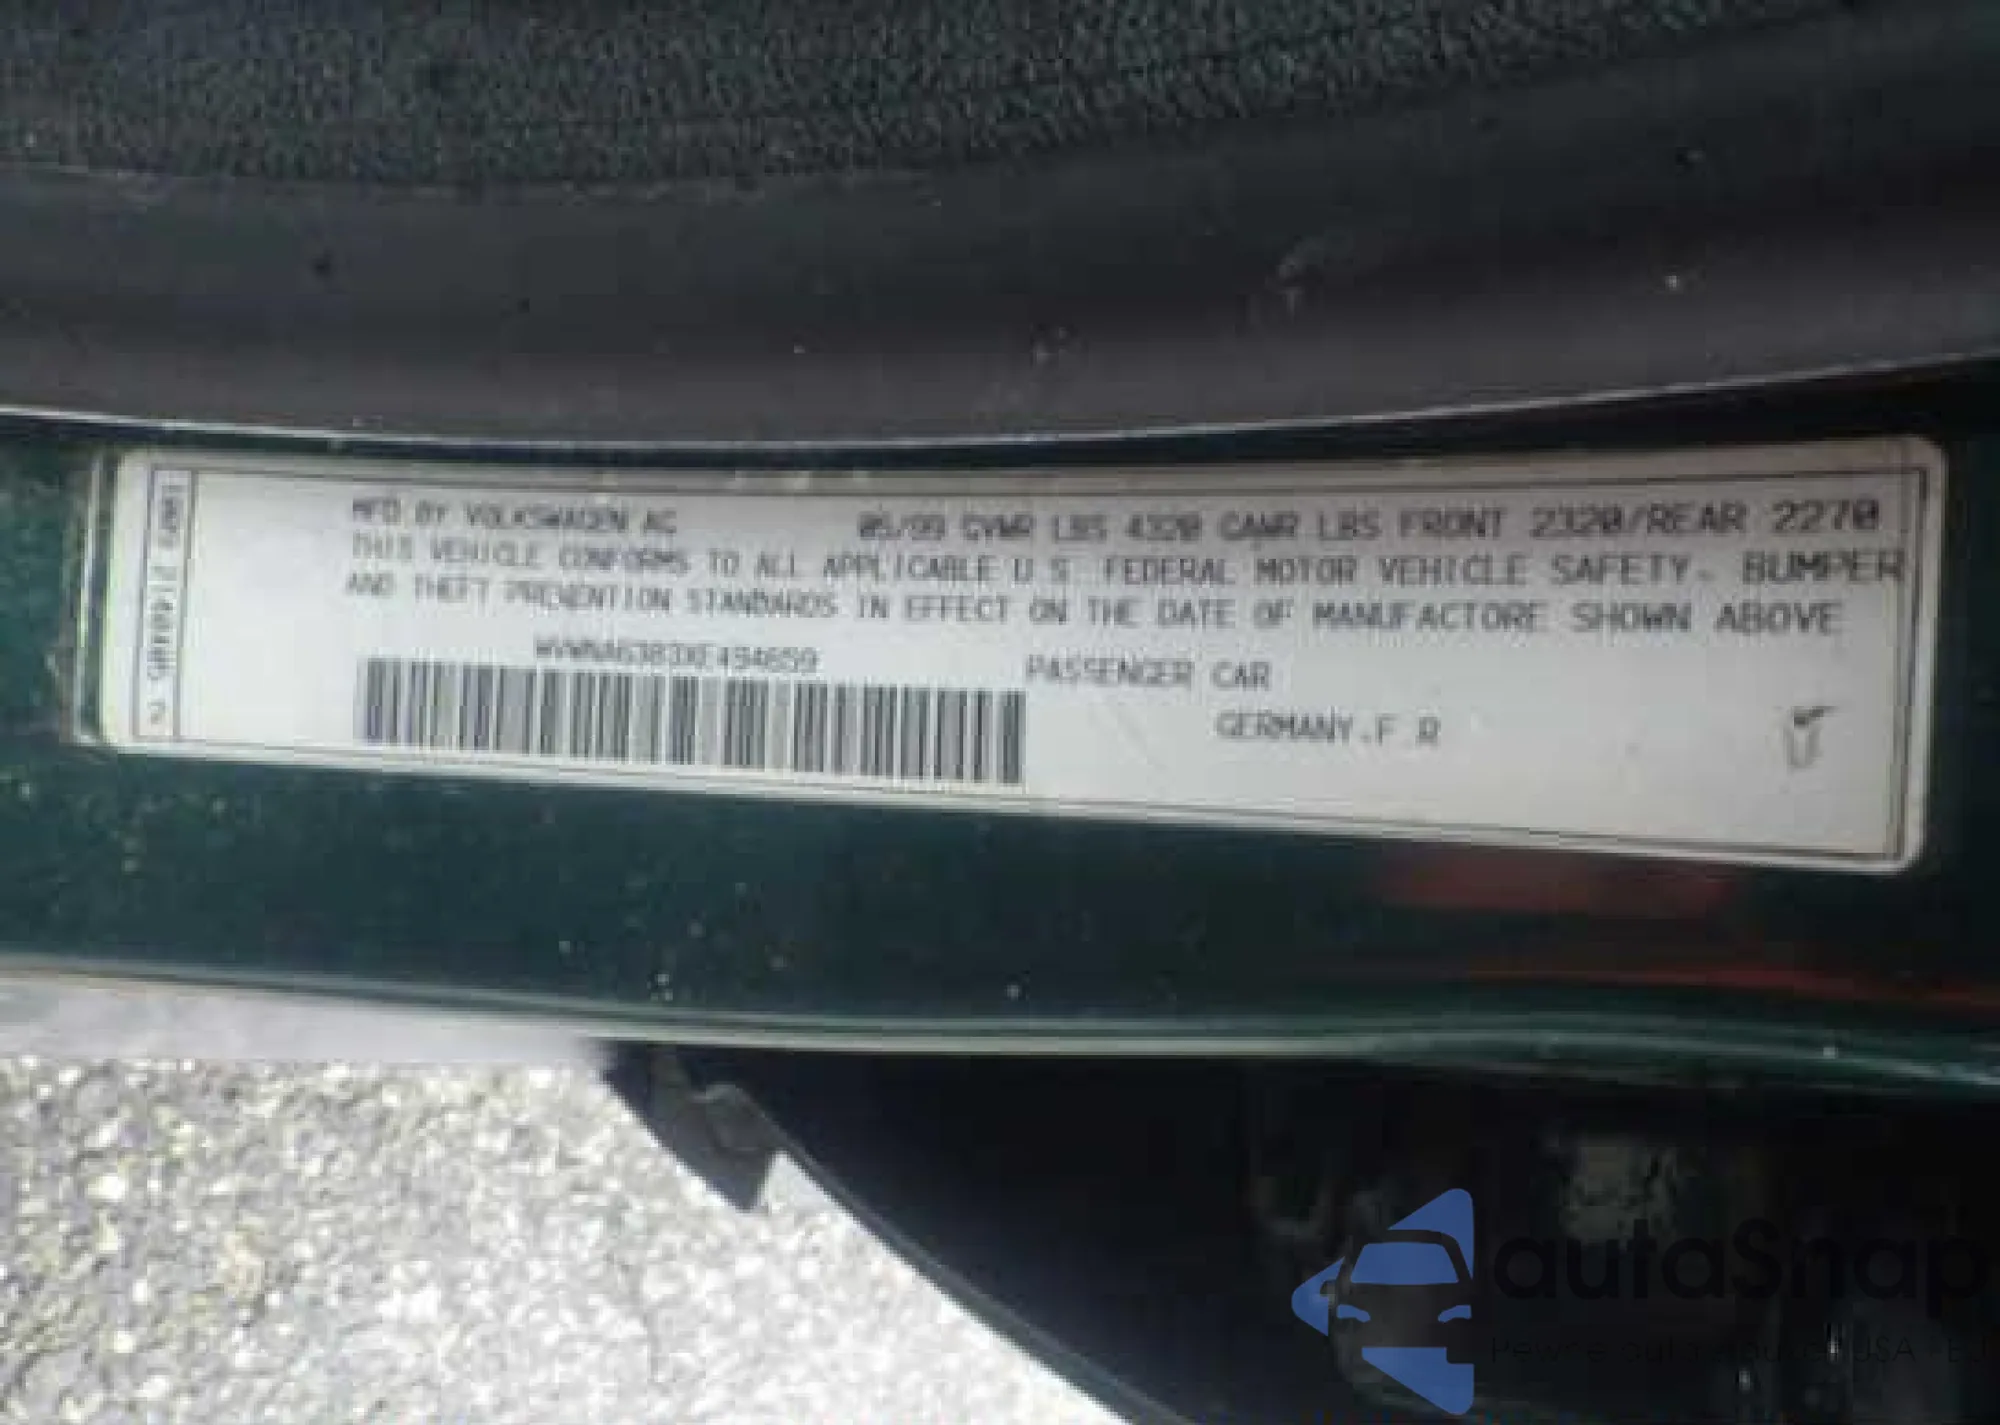 MFD BY VOLKSWAGEN AG 05/99 GVWR LBS 4320 GAWR LBS FRONT 2320/REAR 2270
THIS VEHICLE CONFORMS TO ALL APPLICABLE U.S. FEDERAL MOTOR VEHICLE SAFETY. BUMPER
AND THEFT PREVENTION STANDARDS IN EFFECT ON THE DATE OF MANUFACTORE SHOWN ABOVE
WVWNA6383XE494659
PASSENGER CAR
GERMANY.F.R
autaSnap